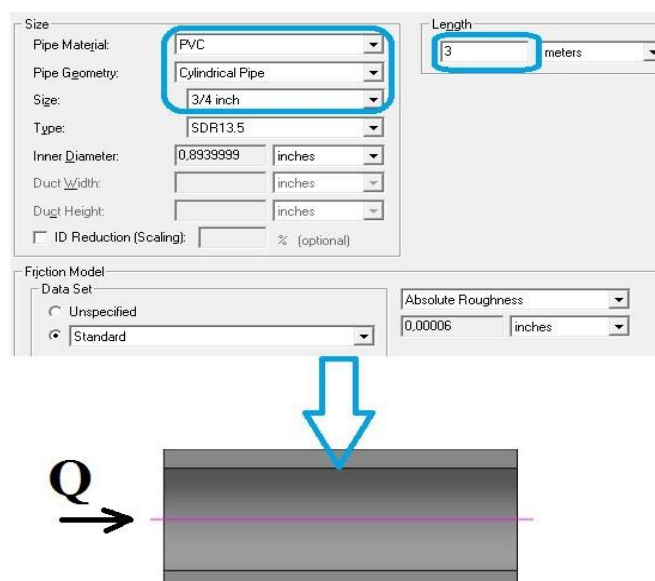 Size
Pipe Material: PVC
Pipe Geometry: Cylindrical Pipe
Size: 3/4 inch
Type: SDR13.5
Inner Diameter: 0,8939999 inches
Duct Width: inches
Duct Height: inches
ID Reduction (Scaling): % (optional)
Length
3 meters
Friction Model
Data Set
Unspecified
Standard
Absolute Roughness
0,00006 inches
Q